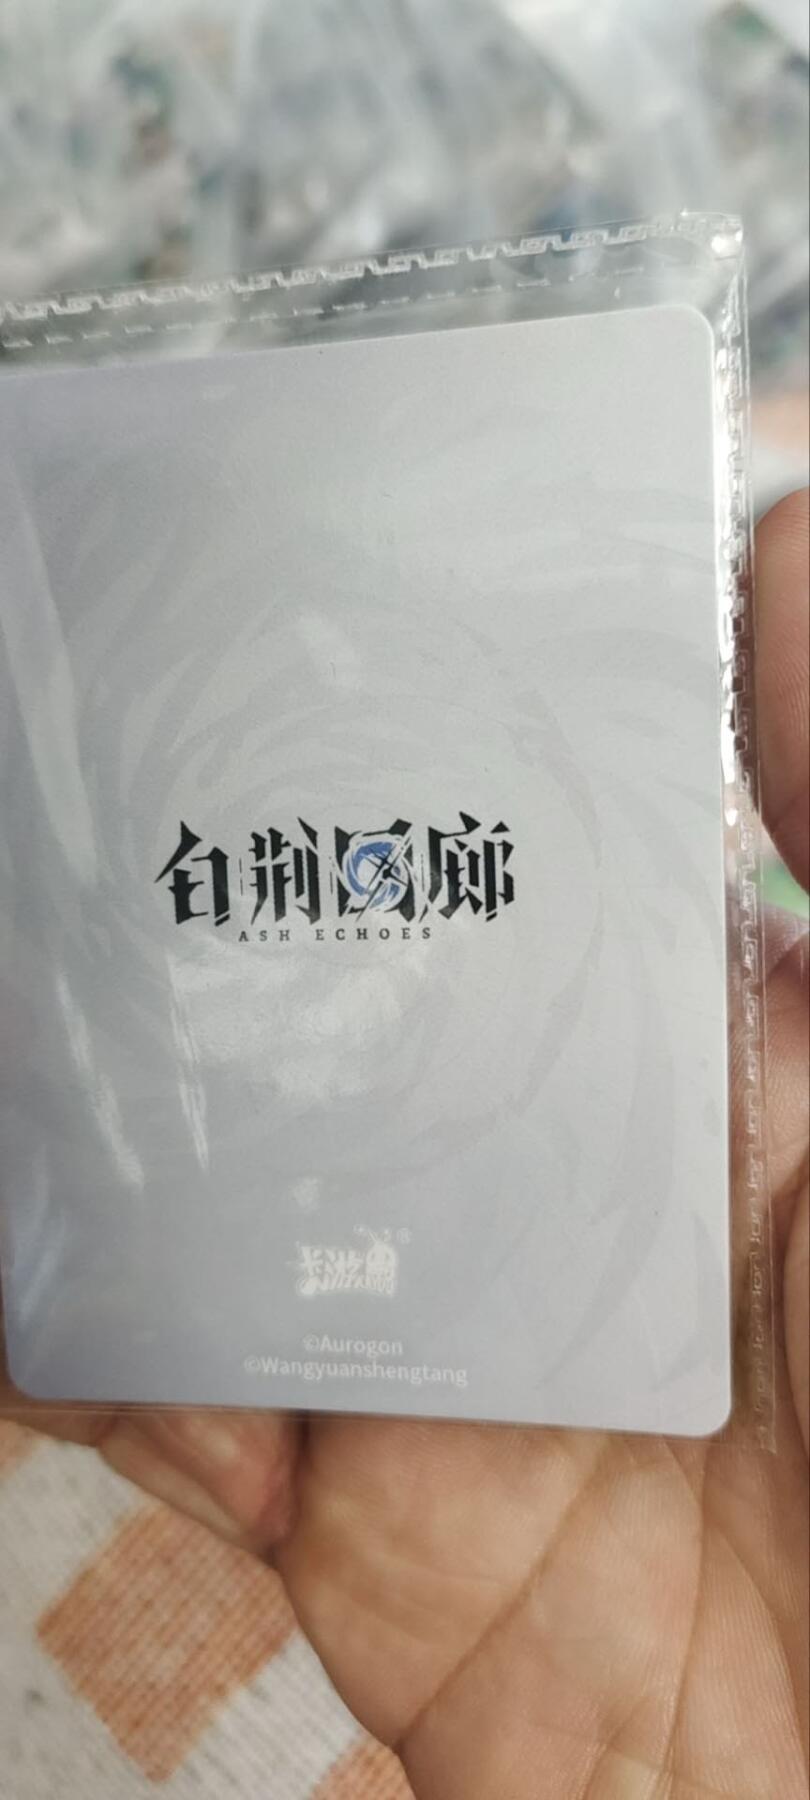 白荆回廊
ASH ECHOES
®
©Aurogon
©Wangyuanshengtang